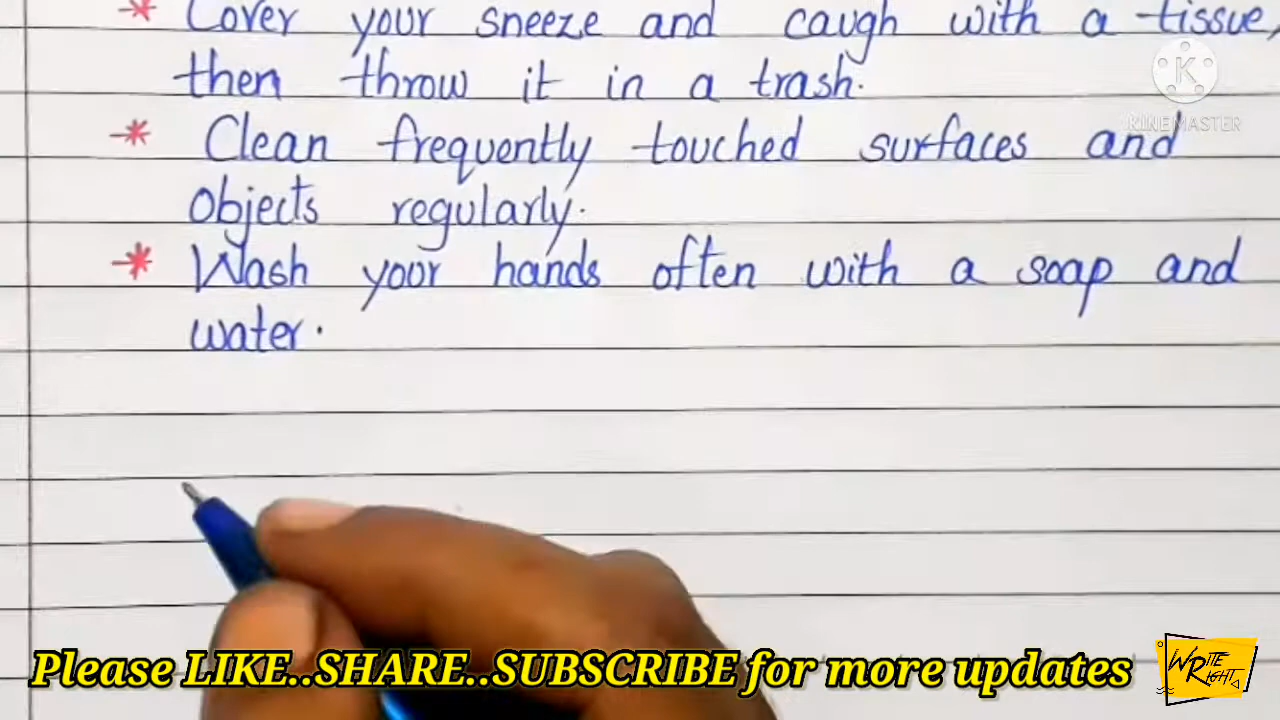 * Cover your sneeze and caugh with a tissue,
then throw it in a trash.
* Clean frequently touched surfaces and
objects regularly.
* Wash your hands often with a soap and
water.
K
KINEMASTER
Please LIKE..SHARE..SUBSCRIBE for more updates
WRITE
RIGHT